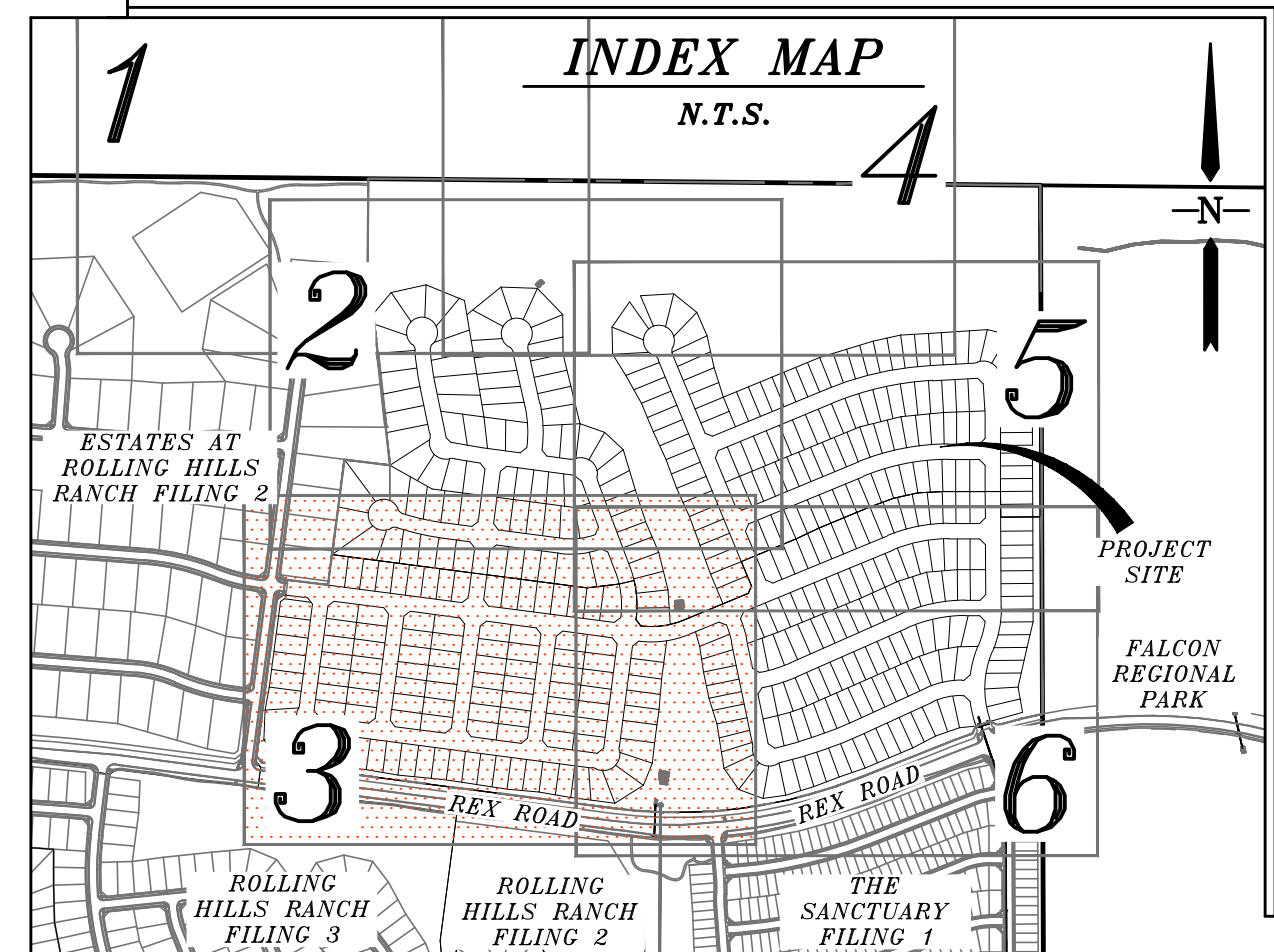 INDEX MAP
N.T.S.
1
4
N
2
5
ESTATES AT
ROLLING HILLS
RANCH FILING 2
PROJECT
SITE
FALCON
REGIONAL
PARK
3
6
REX ROAD
REX ROAD
ROLLING
HILLS RANCH
FILING 3
ROLLING
HILLS RANCH
FILING 2
THE
SANCTUARY
FILING 1